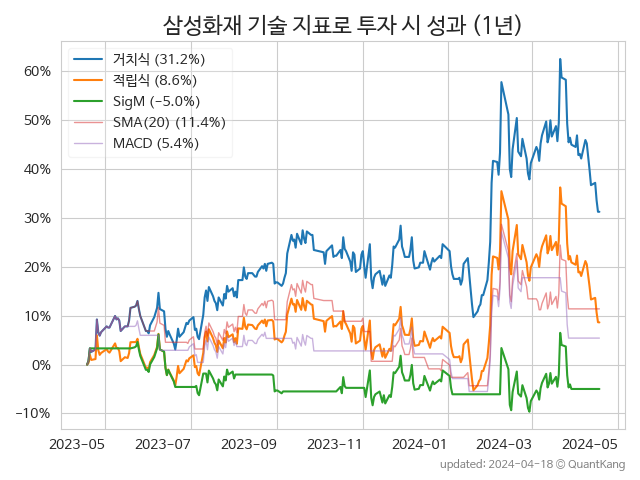 삼성화재 기술 지표로 투자 시 성과 (1년)
거치식 (31.2%)
적립식 (8.6%)
SigM (−5.0%)
SMA(20) (11.4%)
MACD (5.4%)
60%
50%
40%
30%
20%
10%
0%
−10%
2023-05 2023-07 2023-09 2023-11 2024-01 2024-03 2024-05
updated: 2024-04-18 ⓒ QuantKang